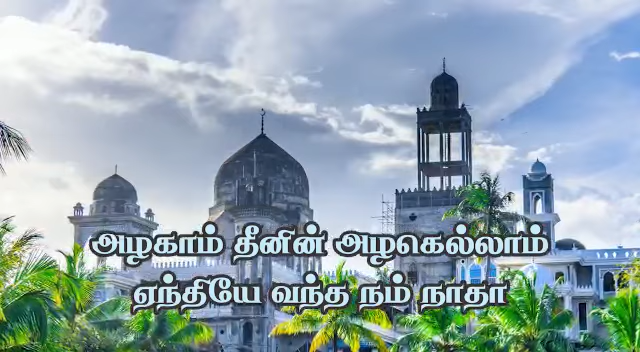 அழகாம் தீனின் அழகெல்லாம்
ஏந்தியே வந்த நம் நாதா